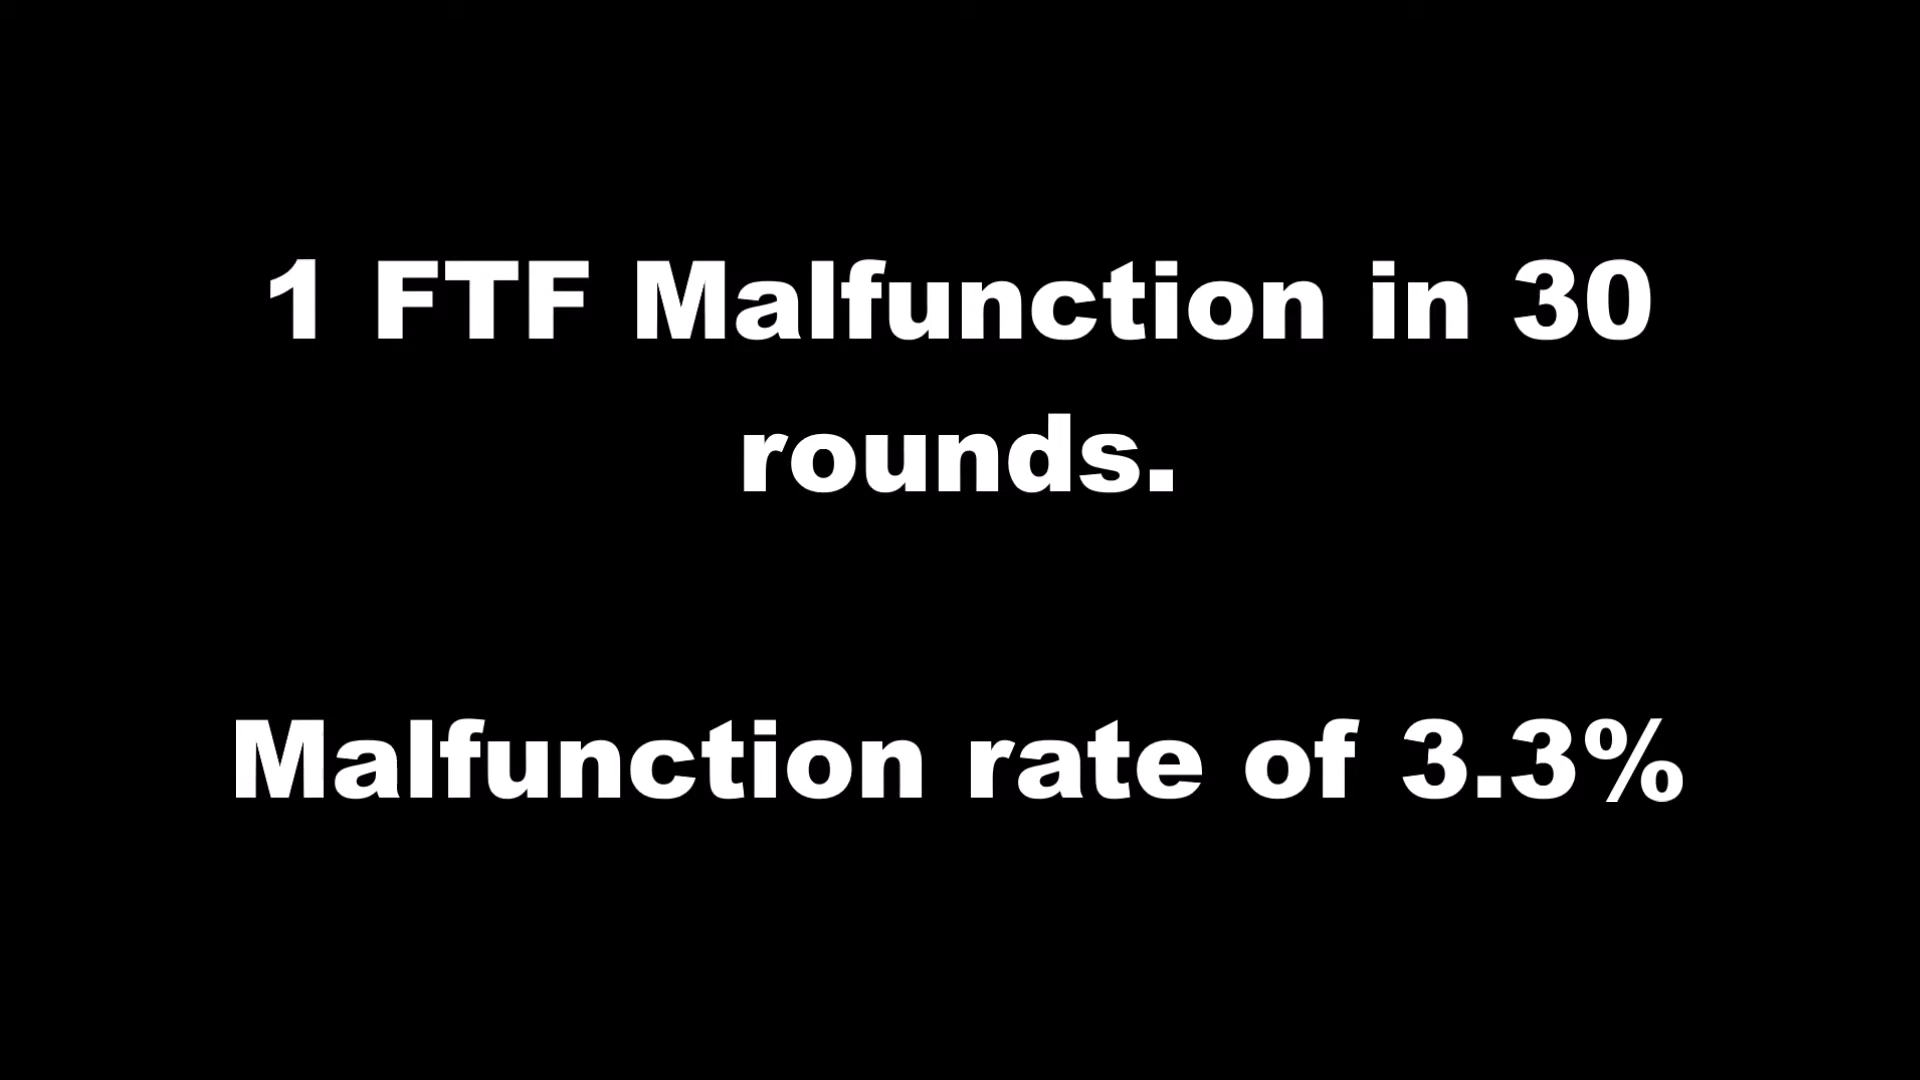 1 FTF Malfunction in 30
rounds.
Malfunction rate of 3.3%